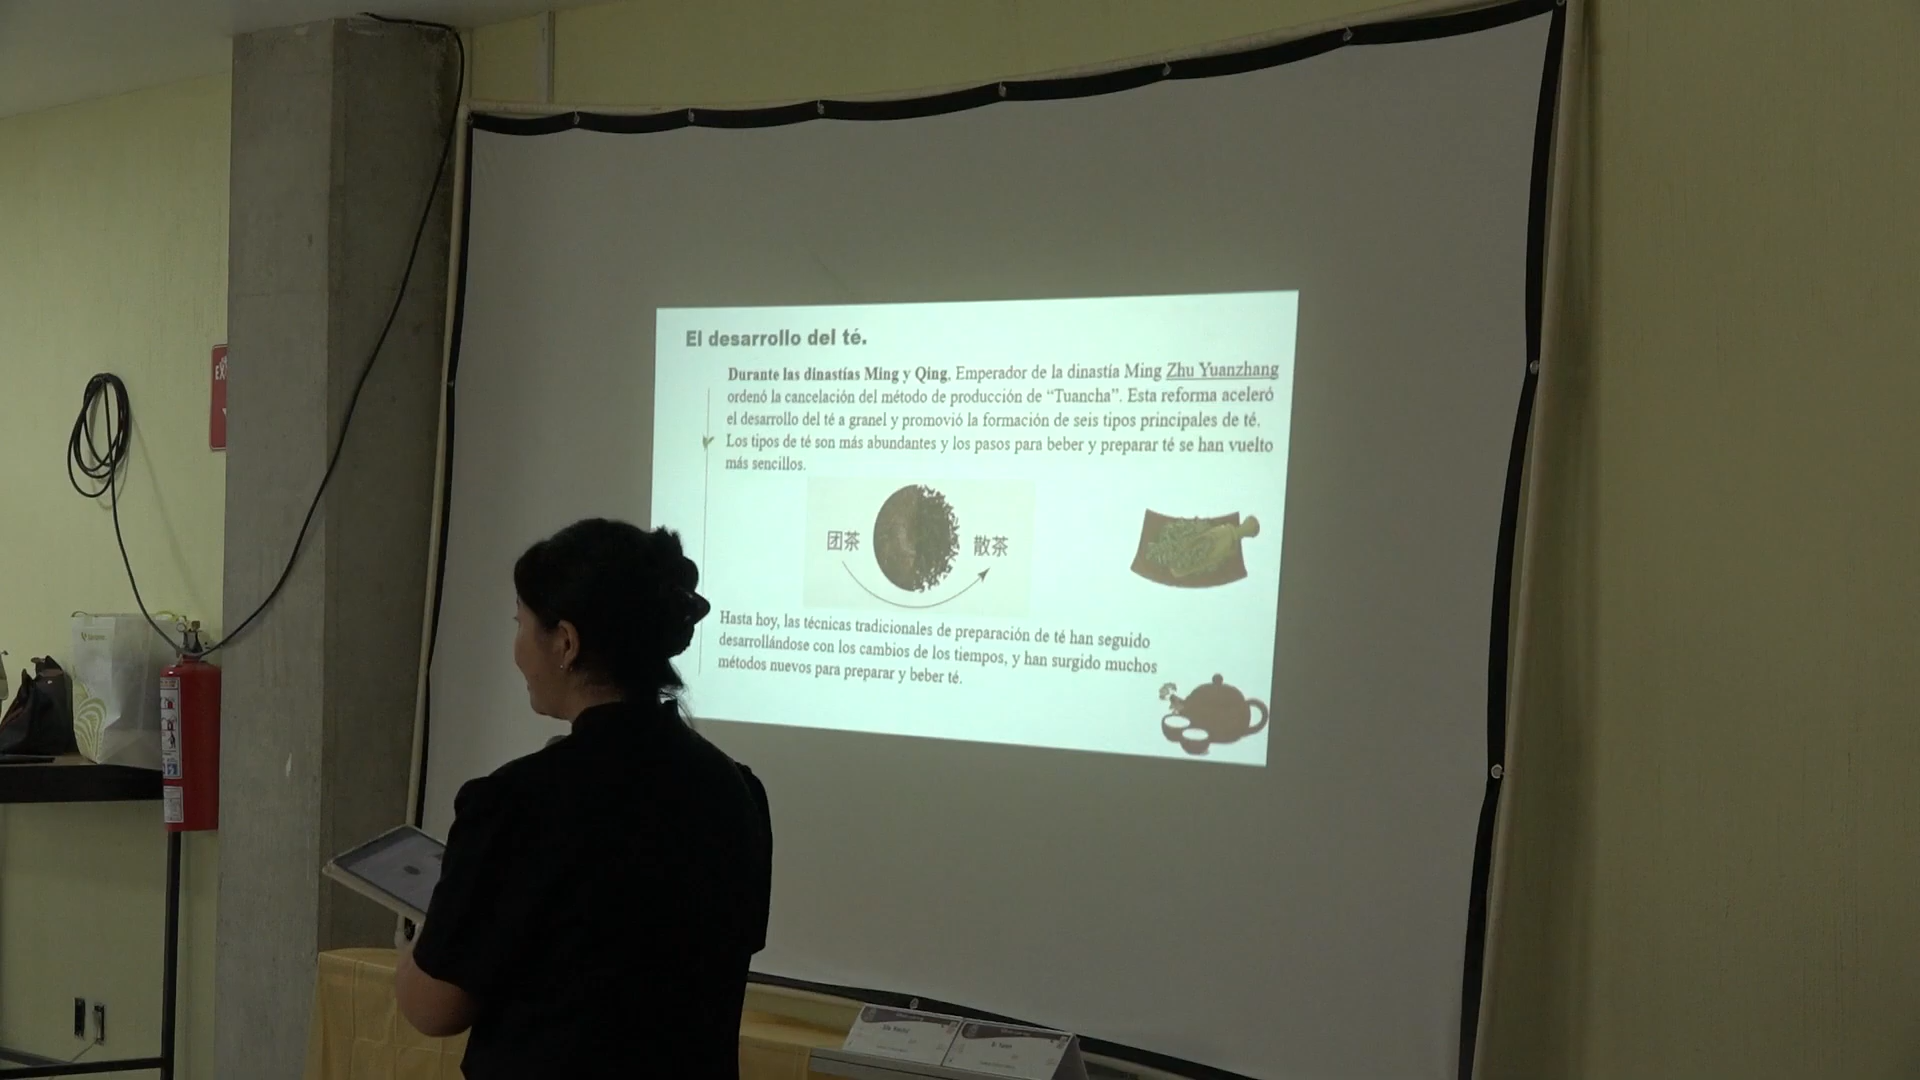 El desarrollo del té.
Durante las dinastías Ming y Qing, Emperador de la dinastía Ming Zhu Yuanzhang
ordenó la cancelación del método de producción de “Tuancha”. Esta reforma aceleró
el desarrollo del té a granel y promovió la formación de seis tipos principales de té.
Los tipos de té son más abundantes y los pasos para beber y preparar té se han vuelto
más sencillos.
团茶
散茶
Hasta hoy, las técnicas tradicionales de preparación de té han seguido
desarrollándose con los cambios de los tiempos, y han surgido muchos
métodos nuevos para preparar y beber té.